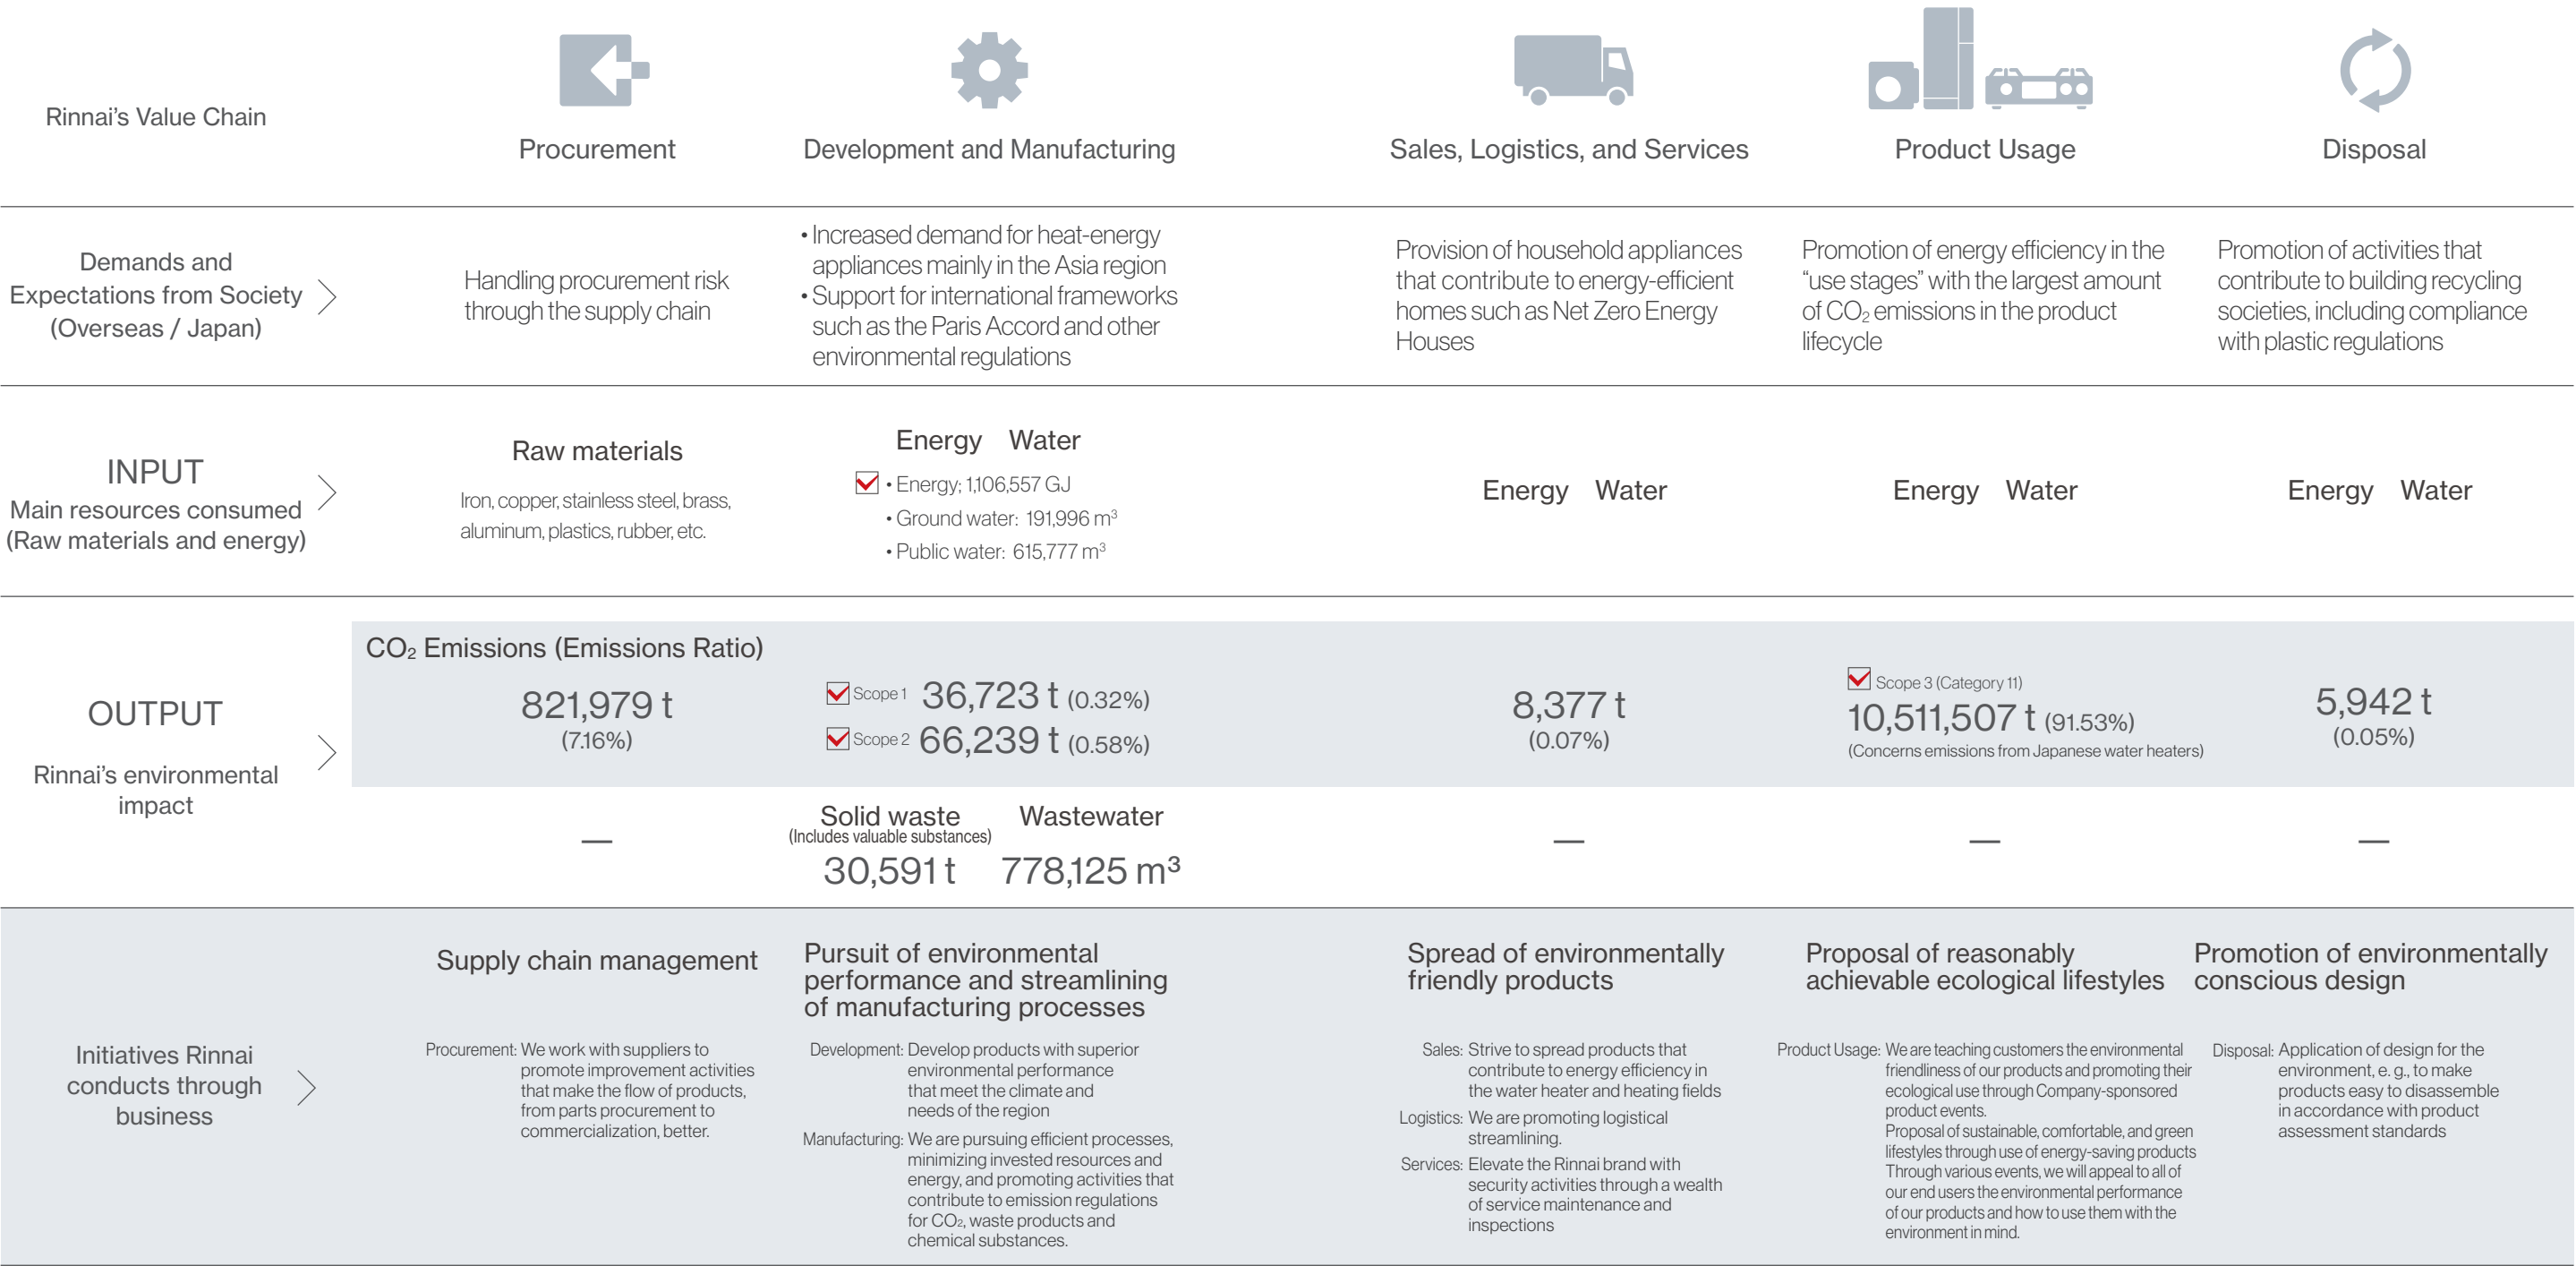 Rinnai's Value Chain
Procurement
Development and Manufacturing
Sales, Logistics, and Services
Product Usage
Disposal
Demands and
Expectations from Society
(Overseas / Japan)
Handling procurement risk
through the supply chain
• Increased demand for heat-energy
appliances mainly in the Asia region
• Support for international frameworks
such as the Paris Accord and other
environmental regulations
Provision of household appliances
that contribute to energy-efficient
homes such as Net Zero Energy
Houses
Promotion of energy efficiency in the
“use stages” with the largest amount
of CO₂ emissions in the product
lifecycle
Promotion of activities that
contribute to building recycling
societies, including compliance
with plastic regulations
INPUT
Main resources consumed
(Raw materials and energy)
Raw materials
Iron, copper, stainless steel, brass,
aluminum, plastics, rubber, etc.
Energy Water
• Energy; 1,106,557 GJ
• Ground water: 191,996 m³
• Public water: 615,777 m³
Energy Water
Energy Water
Energy Water
OUTPUT
Rinnai's environmental
impact
CO₂ Emissions (Emissions Ratio)
821,979 t
(7.16%)
Scope 1 36,723 t (0.32%)
Scope 2 66,239 t (0.58%)
8,377 t
(0.07%)
Scope 3 (Category 11)
10,511,507 t (91.53%)
(Concerns emissions from Japanese water heaters)
5,942 t
(0.05%)
—
Solid waste
(Includes valuable substances)
30,591 t
Wastewater
778,125 m³
—
—
—
Initiatives Rinnai
conducts through
business
Supply chain management
Procurement: We work with suppliers to
promote improvement activities
that make the flow of products,
from parts procurement to
commercialization, better.
Pursuit of environmental
performance and streamlining
of manufacturing processes
Development: Develop products with superior
environmental performance
that meet the climate and
needs of the region
Manufacturing: We are pursuing efficient processes,
minimizing invested resources and
energy, and promoting activities that
contribute to emission regulations
for CO₂, waste products and
chemical substances.
Spread of environmentally
friendly products
Sales: Strive to spread products that
contribute to energy efficiency in
the water heater and heating fields
Logistics: We are promoting logistical
streamlining.
Services: Elevate the Rinnai brand with
security activities through a wealth
of service maintenance and
inspections
Proposal of reasonably
achievable ecological lifestyles
Product Usage: We are teaching customers the environmental
friendliness of our products and promoting their
ecological use through Company-sponsored
product events.
Proposal of sustainable, comfortable, and green
lifestyles through use of energy-saving products
Through various events, we will appeal to all of
our end users the environmental performance
of our products and how to use them with the
environment in mind.
Promotion of environmentally
conscious design
Disposal: Application of design for the
environment, e. g., to make
products easy to disassemble
in accordance with product
assessment standards